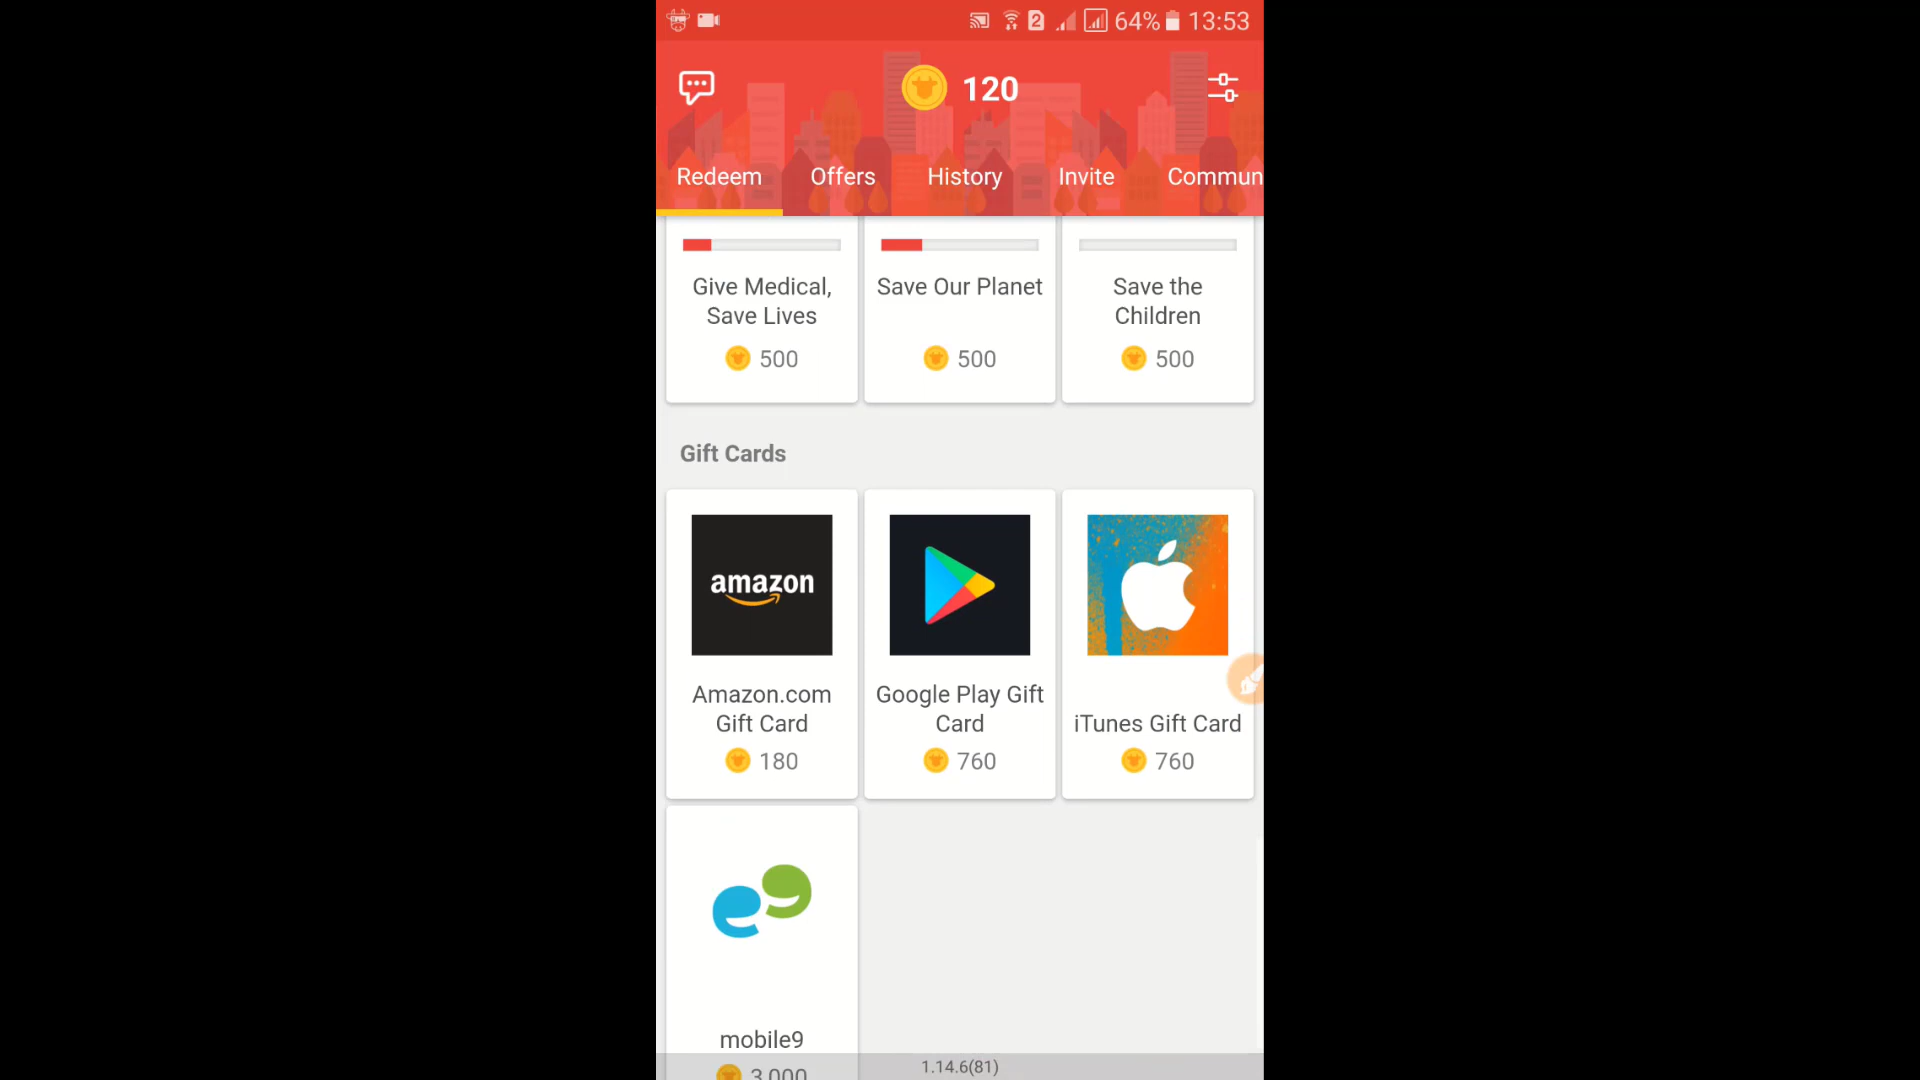 2
64%
13:53
120
Redeem
Offers
History
Invite
Commun
Give Medical,
Save Lives
500
Save Our Planet
500
Save the
Children
500
Gift Cards
amazon
Amazon.com
Gift Card
180
Google Play Gift
Card
760
iTunes Gift Card
760
mobile9
3,000
1.14.6(81)